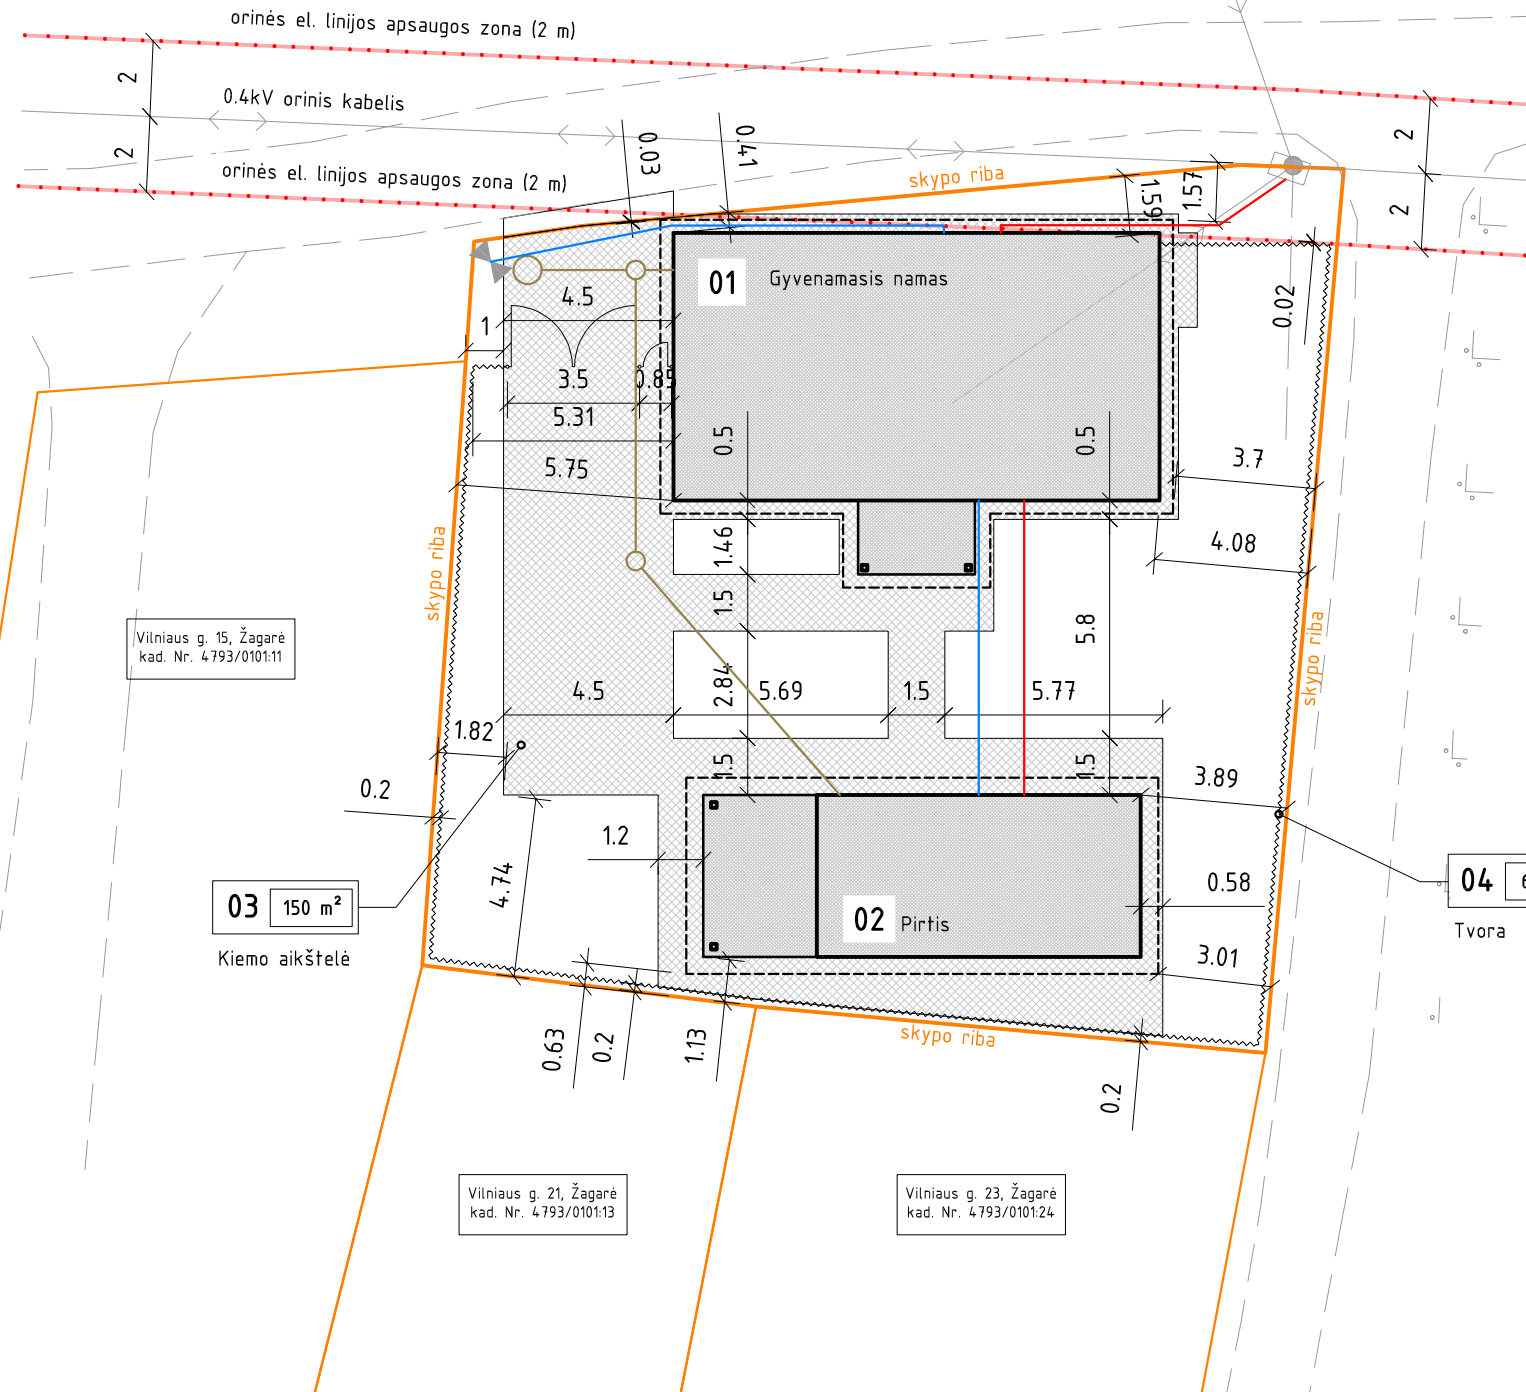 orinės el. linijos apsaugos zona (2 m)
2
0.4kV orinis kabelis
2
2
0.03
0.41
orinės el. linijos apsaugos zona (2 m)
skypo riba
1.59
1.57
2
01
Gyvenamasis namas
4.5
1
0.02
3.5
0.85
5.31
0.5
0.5
5.75
3.7
1.46
4.08
skypo riba
1.5
5.8
Vilniaus g. 15, Žagarė
kad. Nr. 4793/0101:11
skypo riba
2.84
4.5
5.69
1.5
5.77
1.82
1.5
1.5
3.89
0.2
1.2
4.74
0.58
03
150 m²
Kiemo aikštelė
02
Pirtis
04
Tvora
3.01
0.63
0.2
1.13
skypo riba
0.2
Vilniaus g. 21, Žagarė
kad. Nr. 4793/0101:13
Vilniaus g. 23, Žagarė
kad. Nr. 4793/0101:24